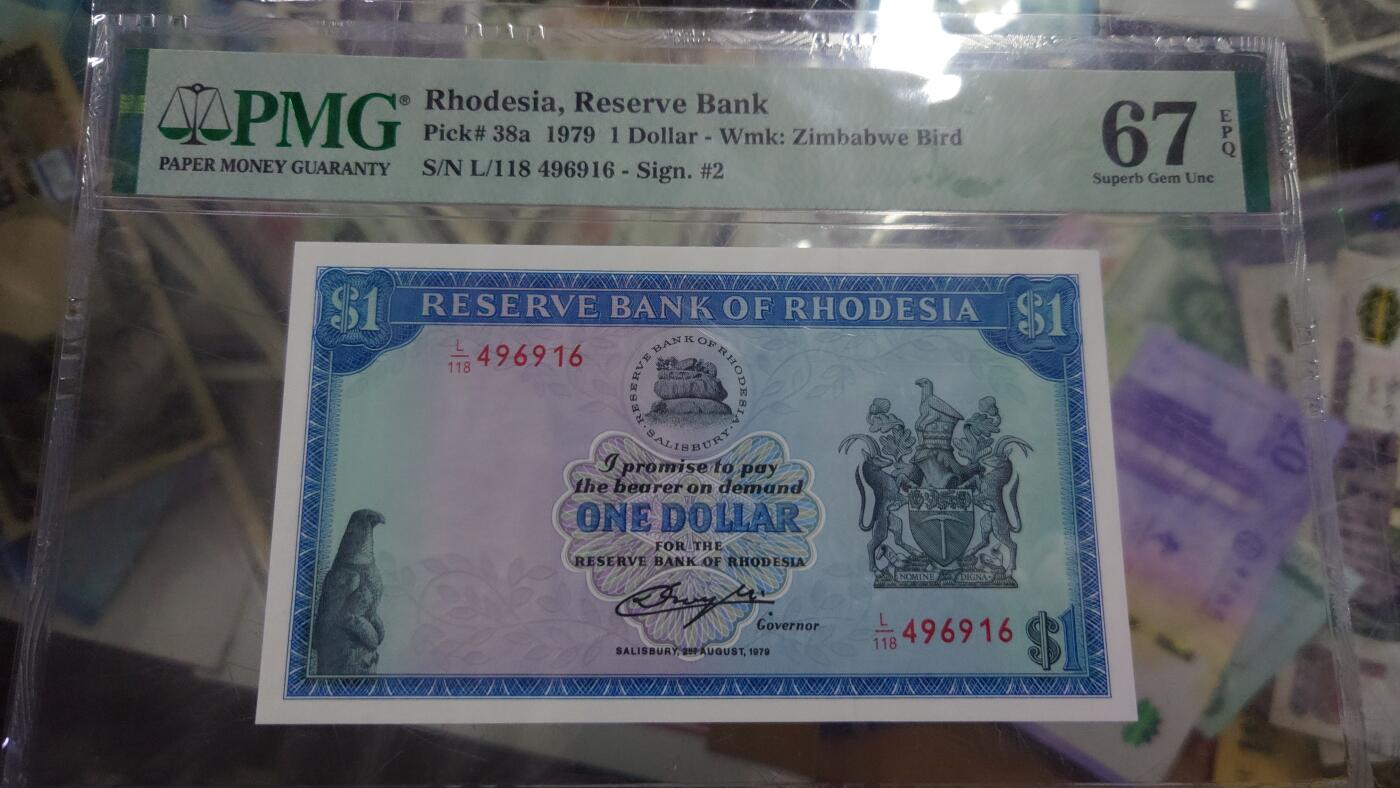 PMG®
PAPER MONEY GUARANTY
Rhodesia, Reserve Bank
Pick# 38a 1979 1 Dollar - Wmk: Zimbabwe Bird
S/N L/118 496916 - Sign. #2
67
EPQ
Superb Gem Unc
$1 RESERVE BANK OF RHODESIA $1
L/118 496916
RESERVE BANK OF RHODESIA
· SALISBURY ·
I promise to pay
the bearer on demand
ONE DOLLAR
FOR THE
RESERVE BANK OF RHODESIA
Governor
SALISBURY, 2ND AUGUST, 1979
NOMINE DIGNA
L/118 496916
$1